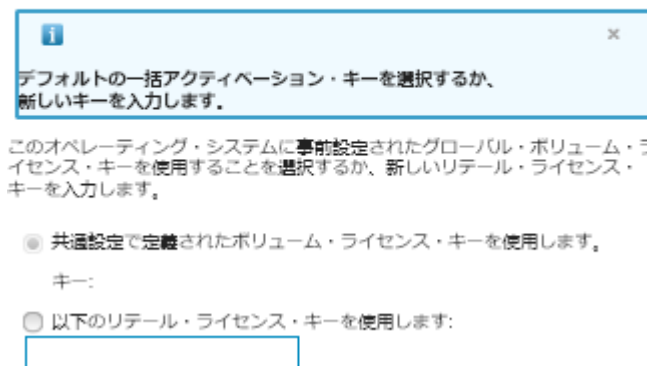 デフォルトの一括アクティベーション・キーを選択するか、
新しいキーを入力します。
このオペレーティング・システムに事前設定されたグローバル・ボリューム・ラ
イセンス・キーを使用することを選択するか、新しいリテール・ライセンス・
キーを入力します。
共通設定で定義されたボリューム・ライセンス・キーを使用します。
キー:
以下のリテール・ライセンス・キーを使用します: